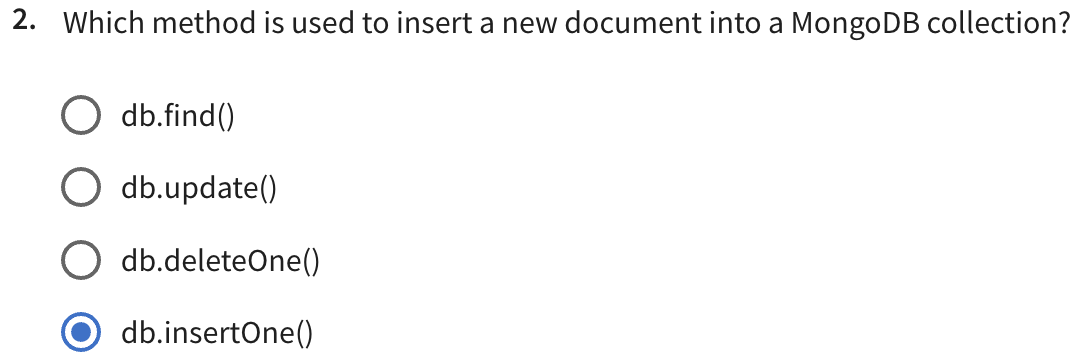 2. Which method is used to insert a new document into a MongoDB collection?
db.find()
db.update()
db.deleteOne()
db.insertOne()